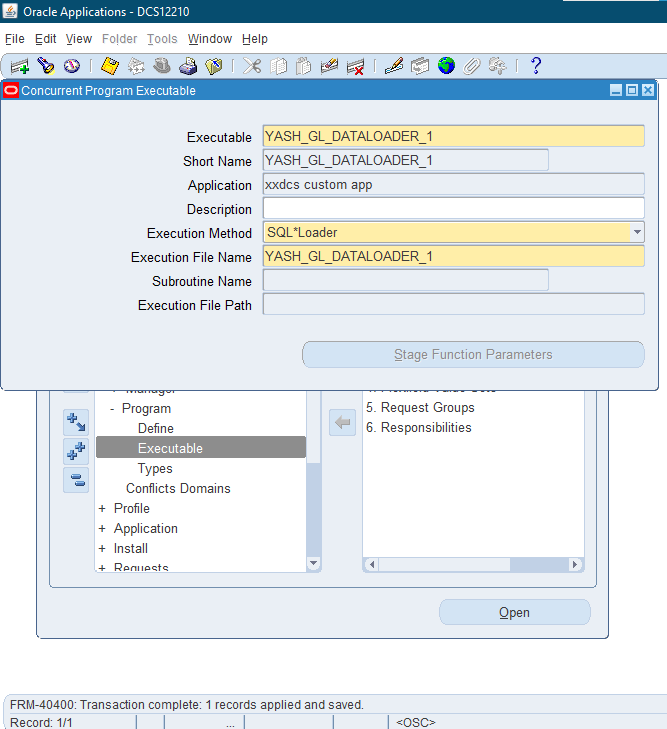 Oracle Applications - DCS12210
File Edit View Folder Tools Window Help
Concurrent Program Executable
Executable YASH_GL_DATALOADER_1
Short Name YASH_GL_DATALOADER_1
Application xxdcs custom app
Description
Execution Method SQL*Loader
Execution File Name YASH_GL_DATALOADER_1
Subroutine Name
Execution File Path
Stage Function Parameters
- Program
Define
Executable
Types
Conflicts Domains
+ Profile
+ Application
+ Install
+ Requests
5. Request Groups
6. Responsibilities
Open
FRM-40400: Transaction complete: 1 records applied and saved.
Record: 1/1 ... <OSC>